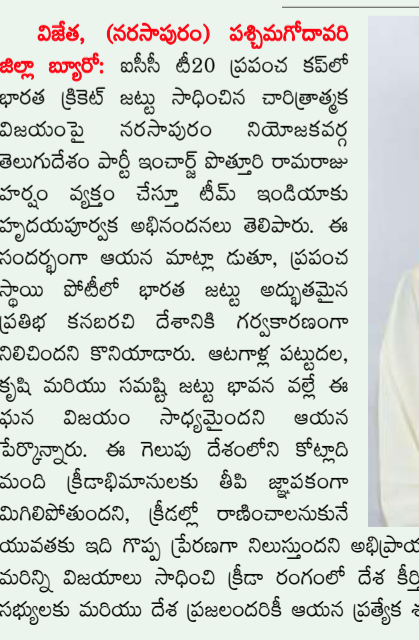 విజేత, (నరసాపురం) పశ్చిమగోదావరి
జిల్లా బ్యూరో: ఐసీసీ టీ20 ప్రపంచ కప్‌లో
భారత క్రికెట్ జట్టు సాధించిన చారిత్రాత్మక
విజయంపై నరసాపురం నియోజకవర్గ
తెలుగుదేశం పార్టీ ఇంచార్జ్ పొత్తూరి రామరాజు
హర్షం వ్యక్తం చేస్తూ టీమ్ ఇండియాకు
హృదయపూర్వక అభినందనలు తెలిపారు. ఈ
సందర్భంగా ఆయన మాట్లా డుతూ, ప్రపంచ
స్థాయి పోటీలో భారత జట్టు అద్భుతమైన
ప్రతిభ కనబరచి దేశానికి గర్వకారణంగా
నిలిచిందని కొనియాడారు. ఆటగాళ్ల పట్టుదల,
కృషి మరియు సమష్టి జట్టు భావన వల్లే ఈ
ఘన విజయం సాధ్యమైందని ఆయన
పేర్కొన్నారు. ఈ గెలుపు దేశంలోని కోట్లాది
మంది క్రీడాభిమానులకు తీపి జ్ఞాపకంగా
మిగిలిపోతుందని, క్రీడల్లో రాణించాలనుకునే
యువతకు ఇది గొప్ప ప్రేరణగా నిలుస్తుందని
మరిన్ని విజయాలు సాధించి క్రీడా రంగంలో దేశ
సభ్యులకు మరియు దేశ ప్రజలందరికీ ఆయన ప్రత్యేక